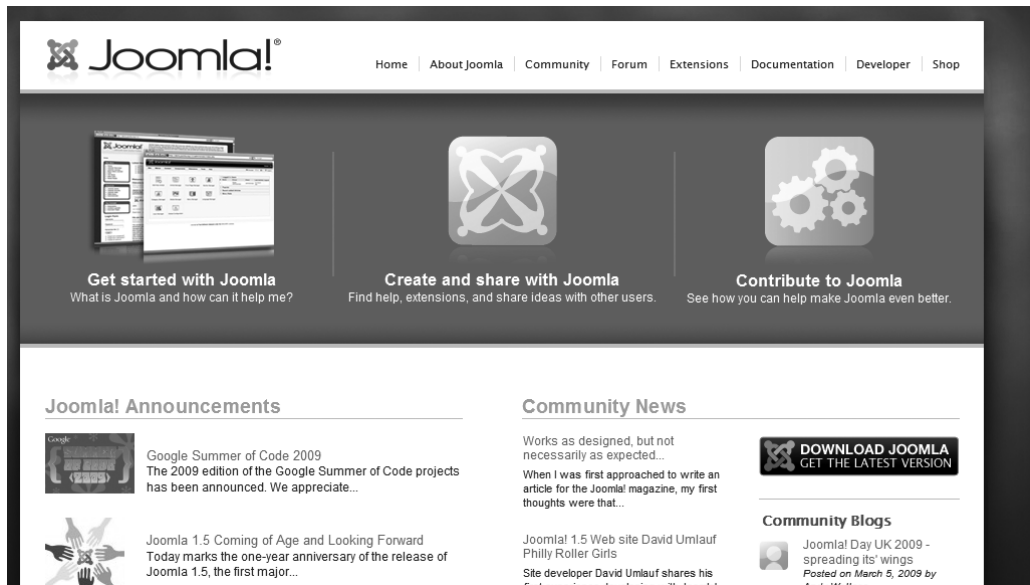 Joomla!®
Home
About Joomla
Community
Forum
Extensions
Documentation
Developer
Shop
Get started with Joomla
What is Joomla and how can it help me?
Create and share with Joomla
Find help, extensions, and share ideas with other users.
Contribute to Joomla
See how you can help make Joomla even better.
Joomla! Announcements
Google
Google Summer of Code 2009
The 2009 edition of the Google Summer of Code projects
has been announced. We appreciate...
Joomla 1.5 Coming of Age and Looking Forward
Today marks the one-year anniversary of the release of
Joomla 1.5, the first major...
Community News
Works as designed, but not
necessarily as expected...
When I was first approached to write an
article for the Joomla! magazine, my first
thoughts were that...
Joomla! 1.5 Web site David Umlauf
Philly Roller Girls
Site developer David Umlauf shares his
DOWNLOAD JOOMLA
GET THE LATEST VERSION
Community Blogs
Joomla! Day UK 2009 -
spreading its' wings
Posted on March 5, 2009 by